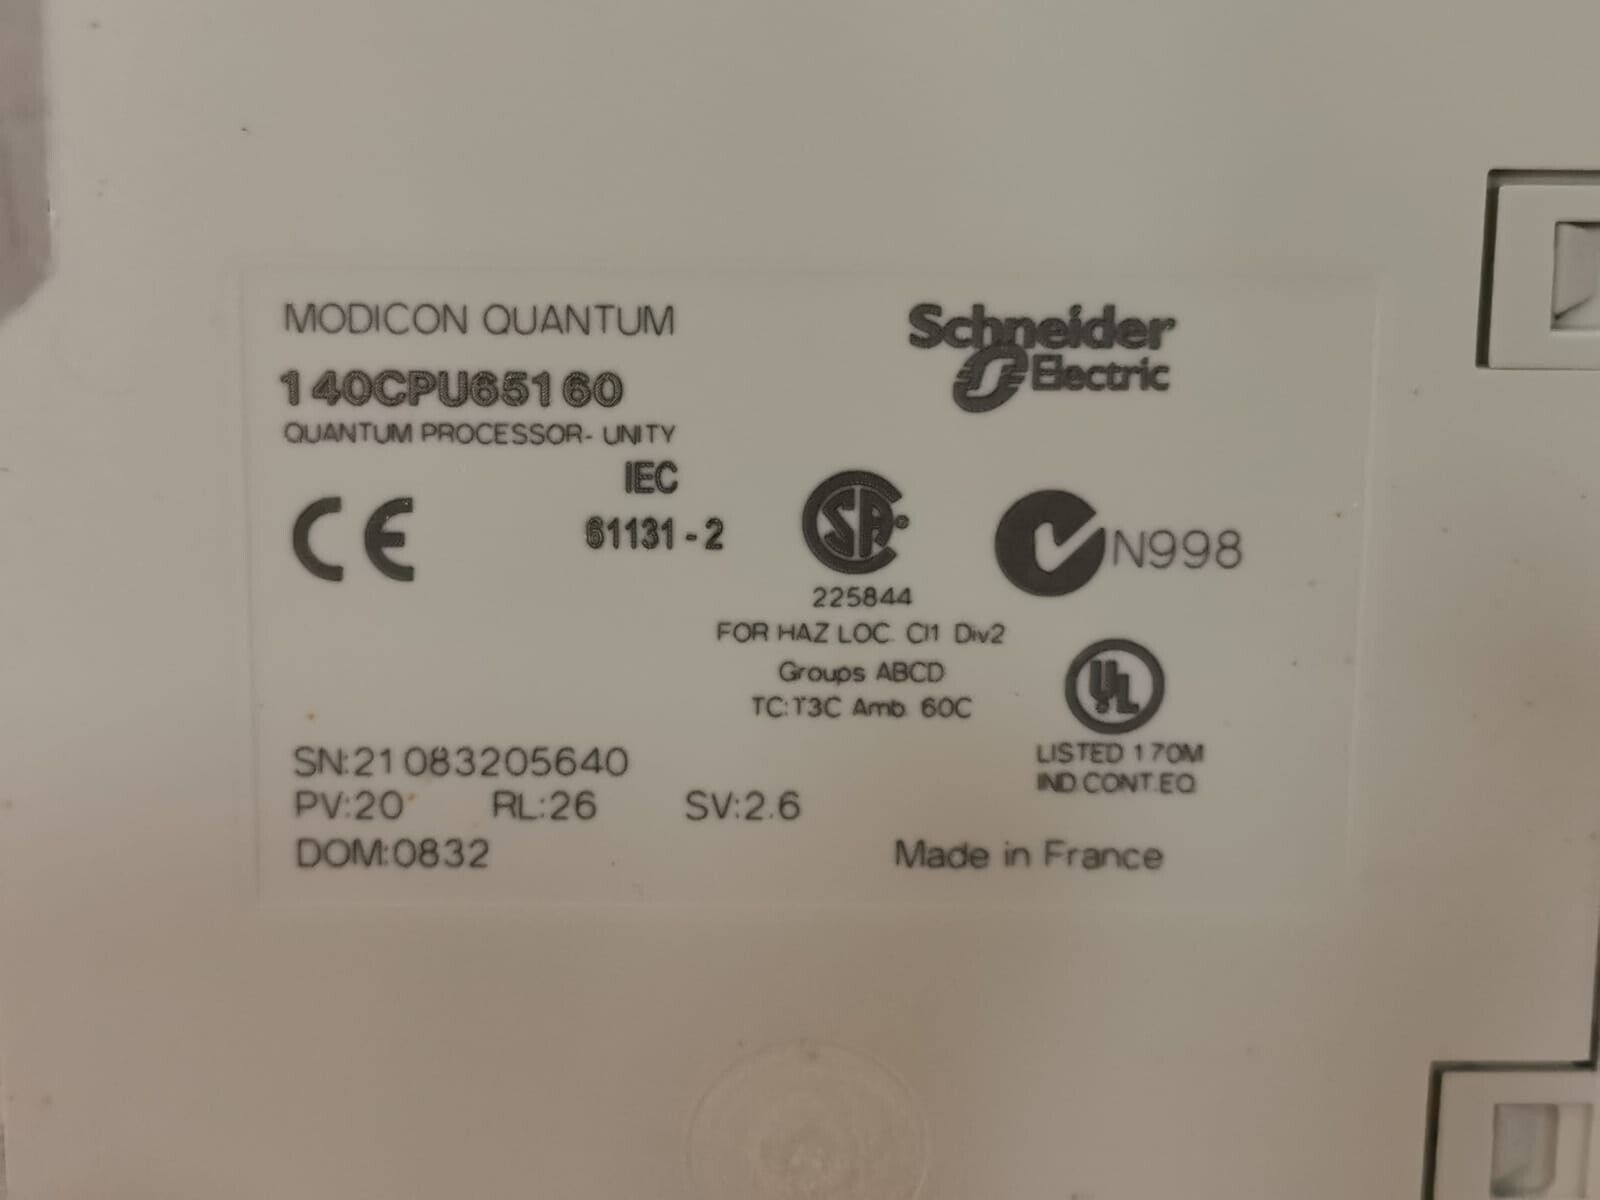 MODICON QUANTUM
140CPU65160
QUANTUM PROCESSOR- UNITY
Schneider
Electric
CE
IEC
61131-2
SA
225844
FOR HAZ LOC. Cl1 Div2
Groups ABCD
TC:T3C Amb. 60C
N998
UL
LISTED 170M
IND.CONT.EQ
SN:21083205640
PV:20 RL:26 SV:2.6
DOM:0832
Made in France